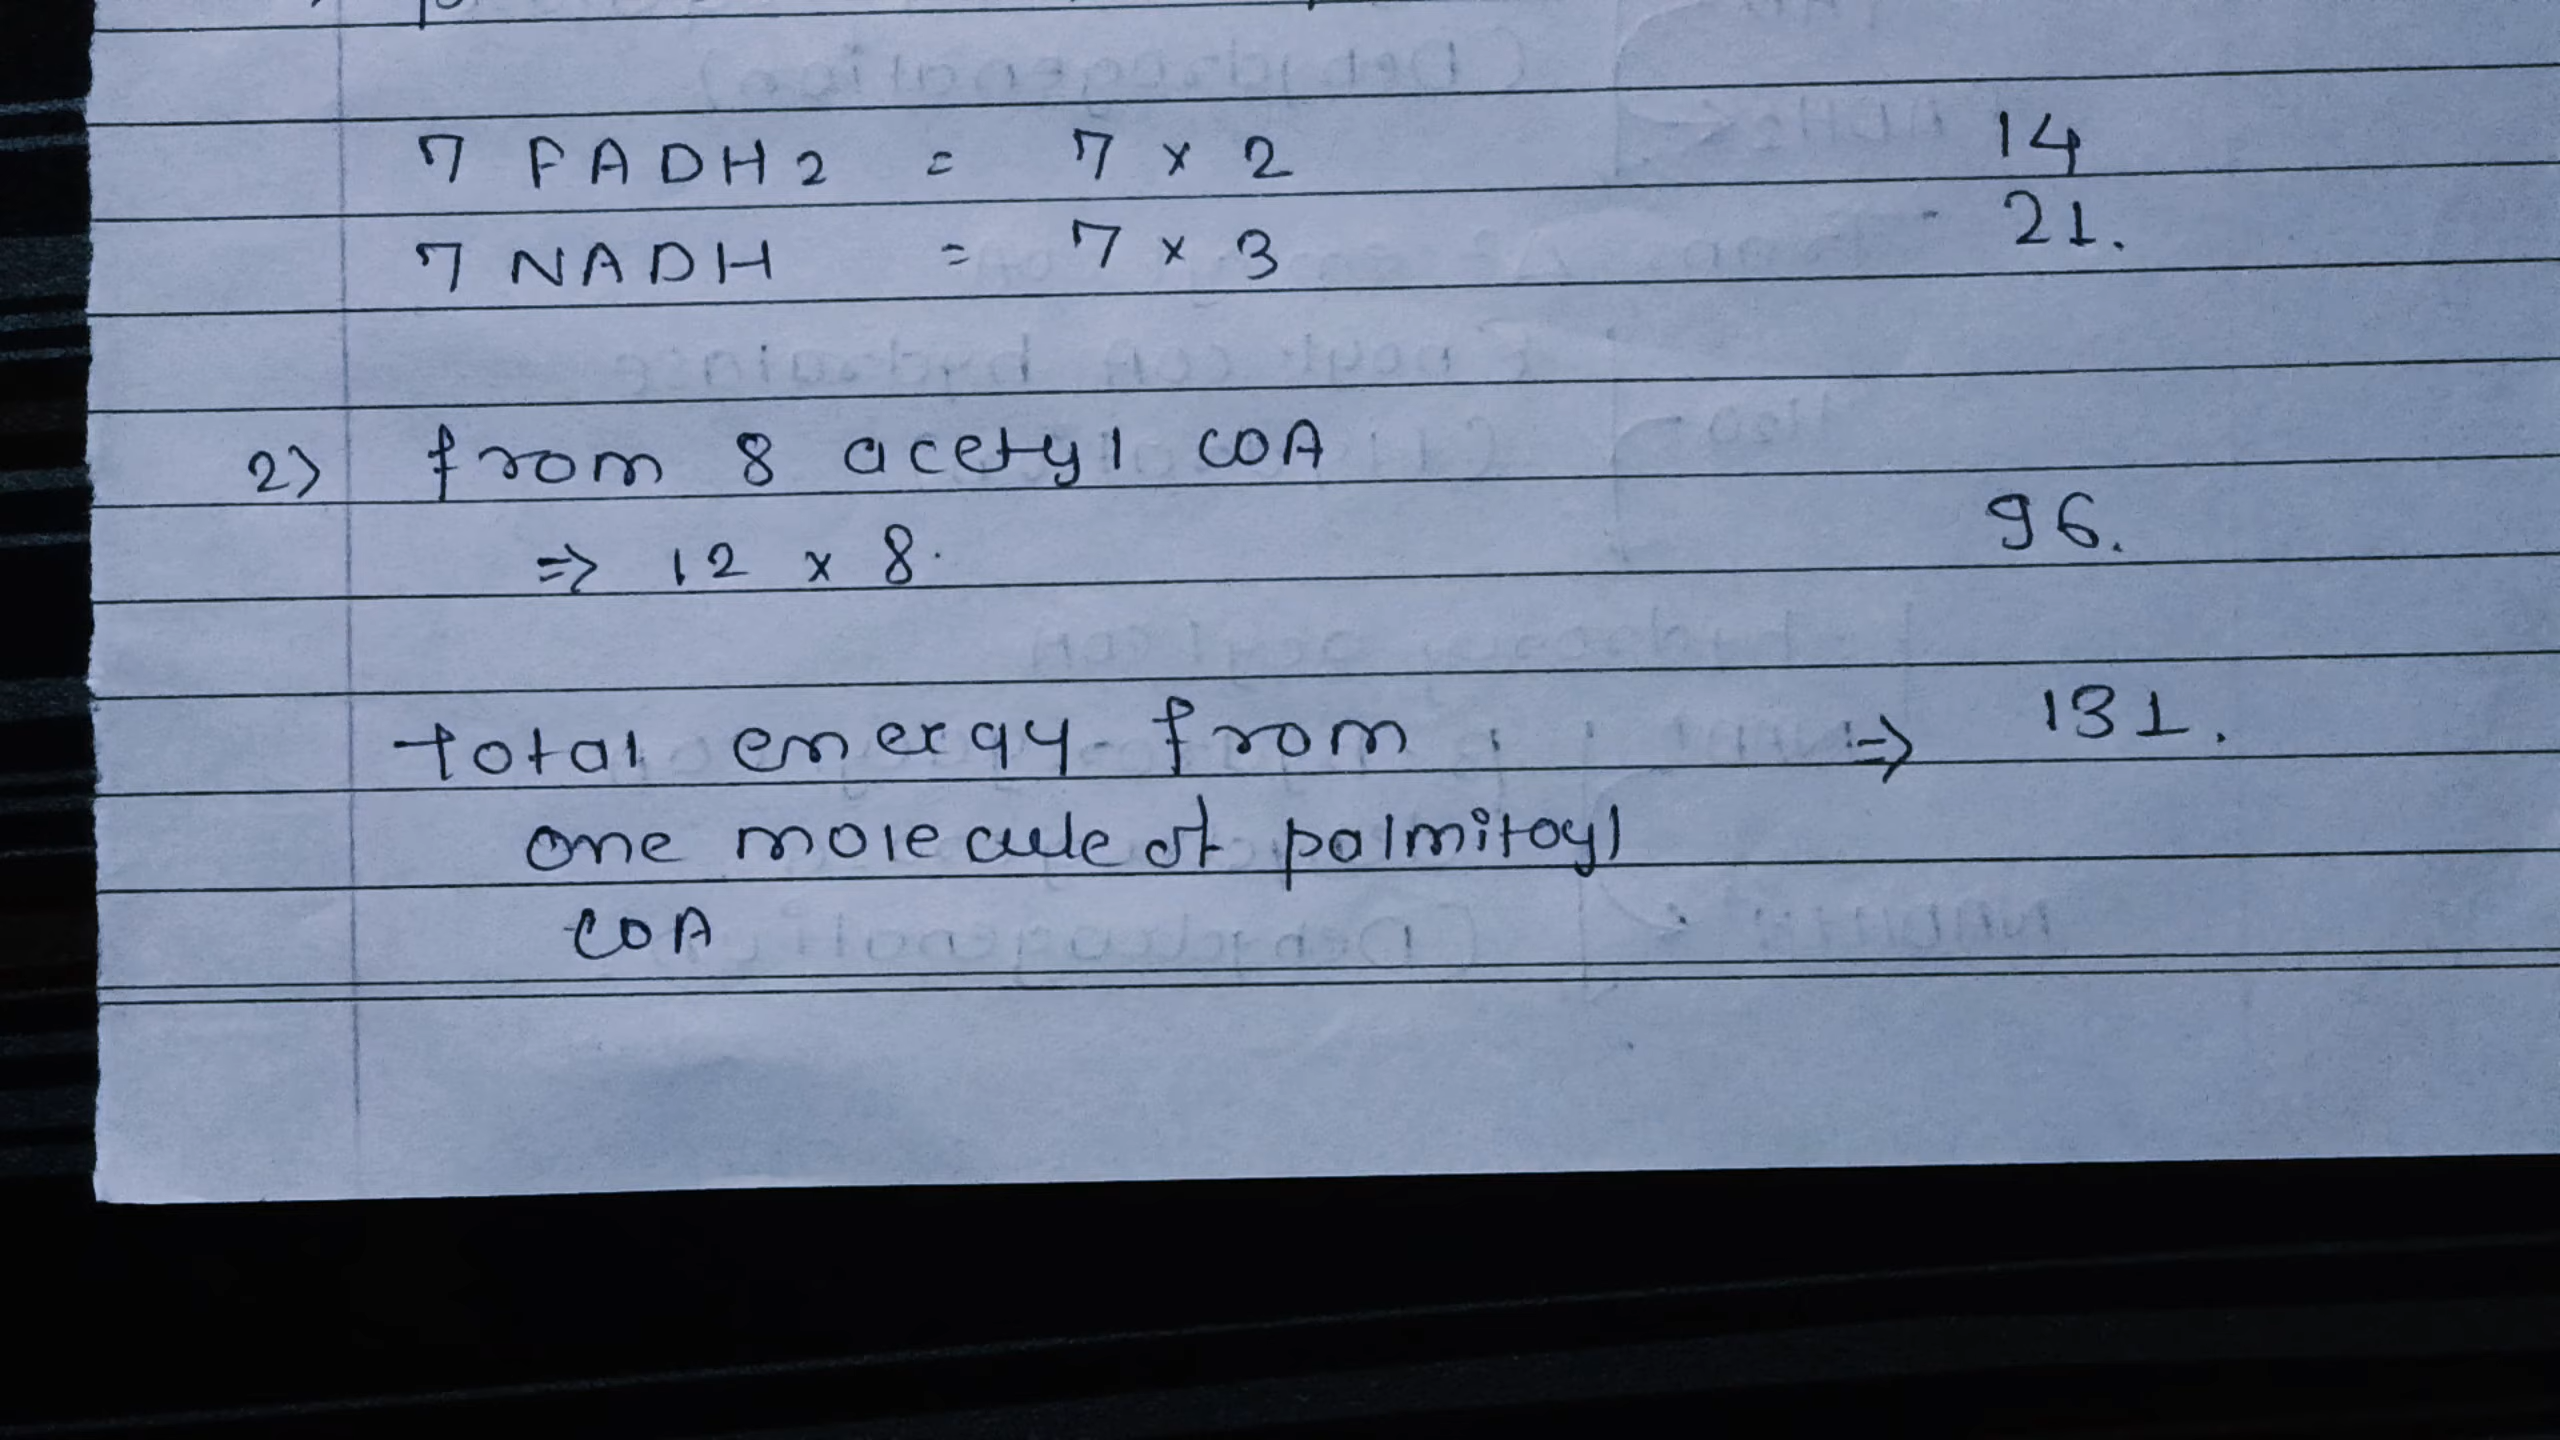 7 FADH2 = 7 x 2 14
7 NADH = 7 x 3 21.
2) from 8 acetyl COA
=> 12 x 8. 96.
total energy from => 131.
one molecule of palmitoyl
COA